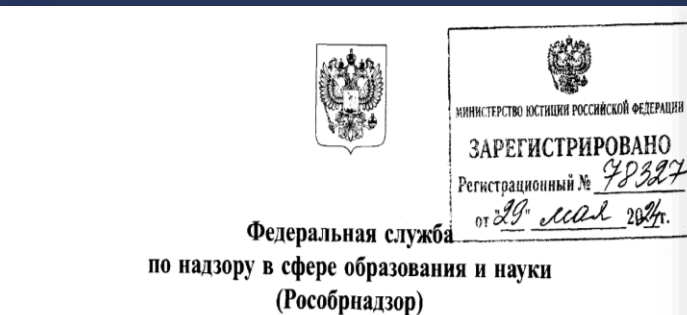 МИНИСТЕРСТВО ЮСТИЦИИ РОССИЙСКОЙ ФЕДЕРАЦИИ
ЗАРЕГИСТРИРОВАНО
Регистрационный № 78327
от "29" мая 2024г.
Федеральная служба
по надзору в сфере образования и науки
(Рособрнадзор)